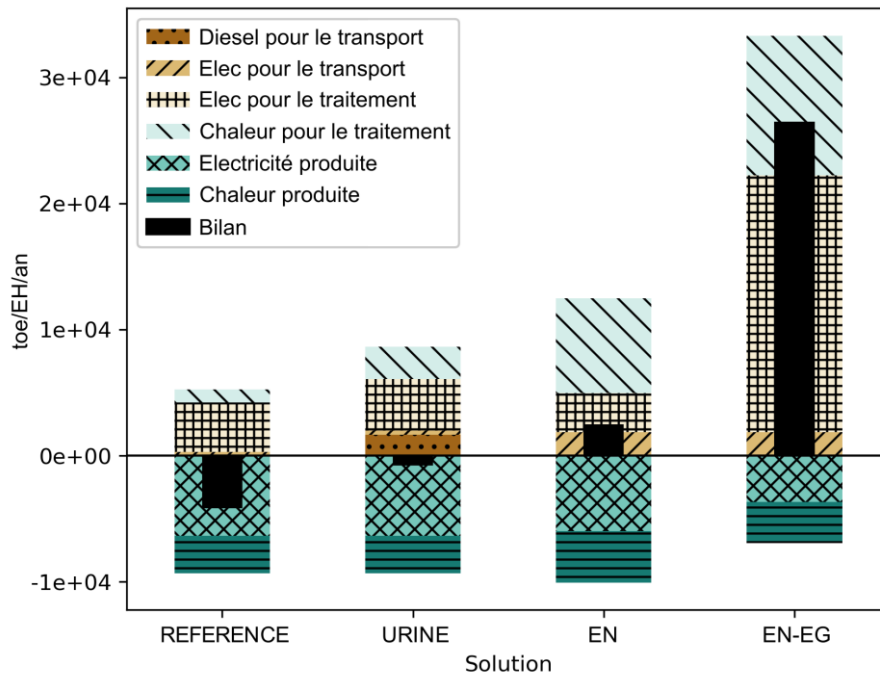 Diesel pour le transport
Elec pour le transport
Elec pour le traitement
Chaleur pour le traitement
Electricité produite
Chaleur produite
Bilan
toe/EH/an
3e+04
2e+04
1e+04
0e+00
-1e+04
REFERENCE URINE EN EN-EG
Solution